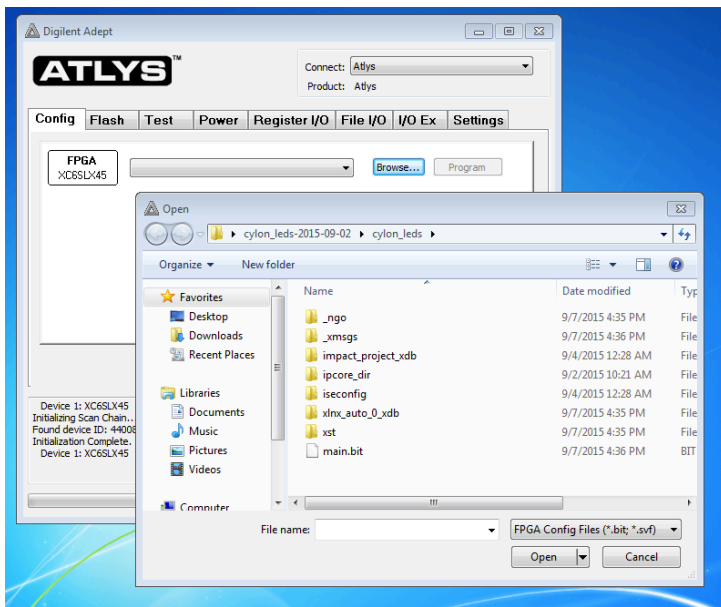 Digilent Adept
ATLYS™
Connect: Atlys
Product: Atlys
Config Flash Test Power Register I/O File I/O I/O Ex Settings
FPGA
XC6SLX45
Browse... Program
Open
cylon_leds-2015-09-02 cylon_leds
Organize New folder
Favorites
Desktop
Downloads
Recent Places
Libraries
Documents
Music
Pictures
Videos
Computer
Name Date modified Typ
_ngo 9/7/2015 4:35 PM File
_xmsgs 9/7/2015 4:36 PM File
impact_project_xdb 9/4/2015 12:28 AM File
ipcore_dir 9/2/2015 10:21 AM File
iseconfig 9/4/2015 12:28 AM File
xlnx_auto_0_xdb 9/7/2015 4:35 PM File
xst 9/7/2015 4:35 PM File
main.bit 9/7/2015 4:36 PM BIT
Device 1: XC6SLX45
Initializing Scan Chain..
Found device ID: 44008
Initialization Complete.
Device 1: XC6SLX45
File name: FPGA Config Files (*.bit; *.svf)
Open Cancel